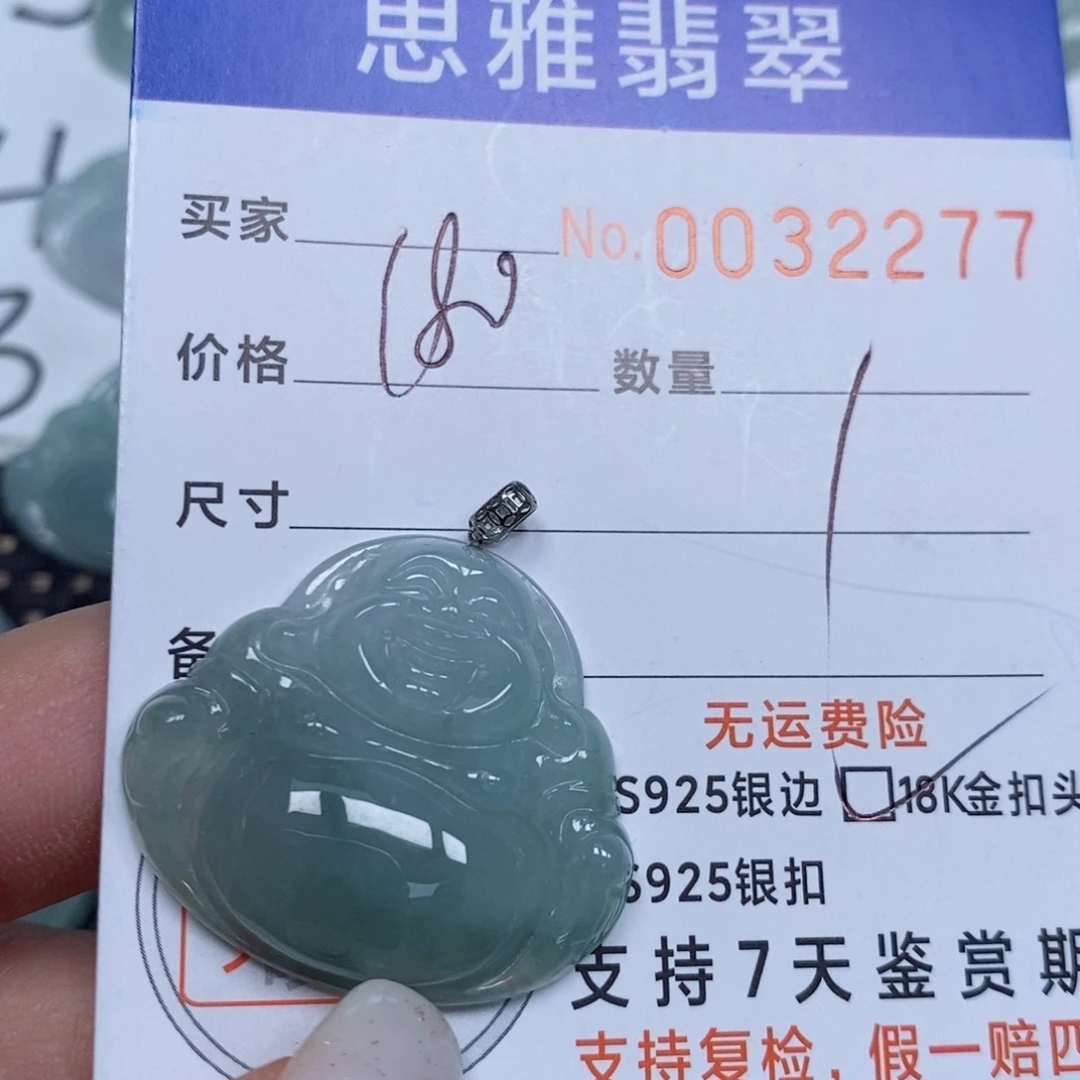 思雅翡翠
买家 No.0032277
价格 180 数量 1
尺寸
备
无运费险
S925银边 18K金扣头
S925银扣
支持7天鉴赏期
支持复检，假一赔四